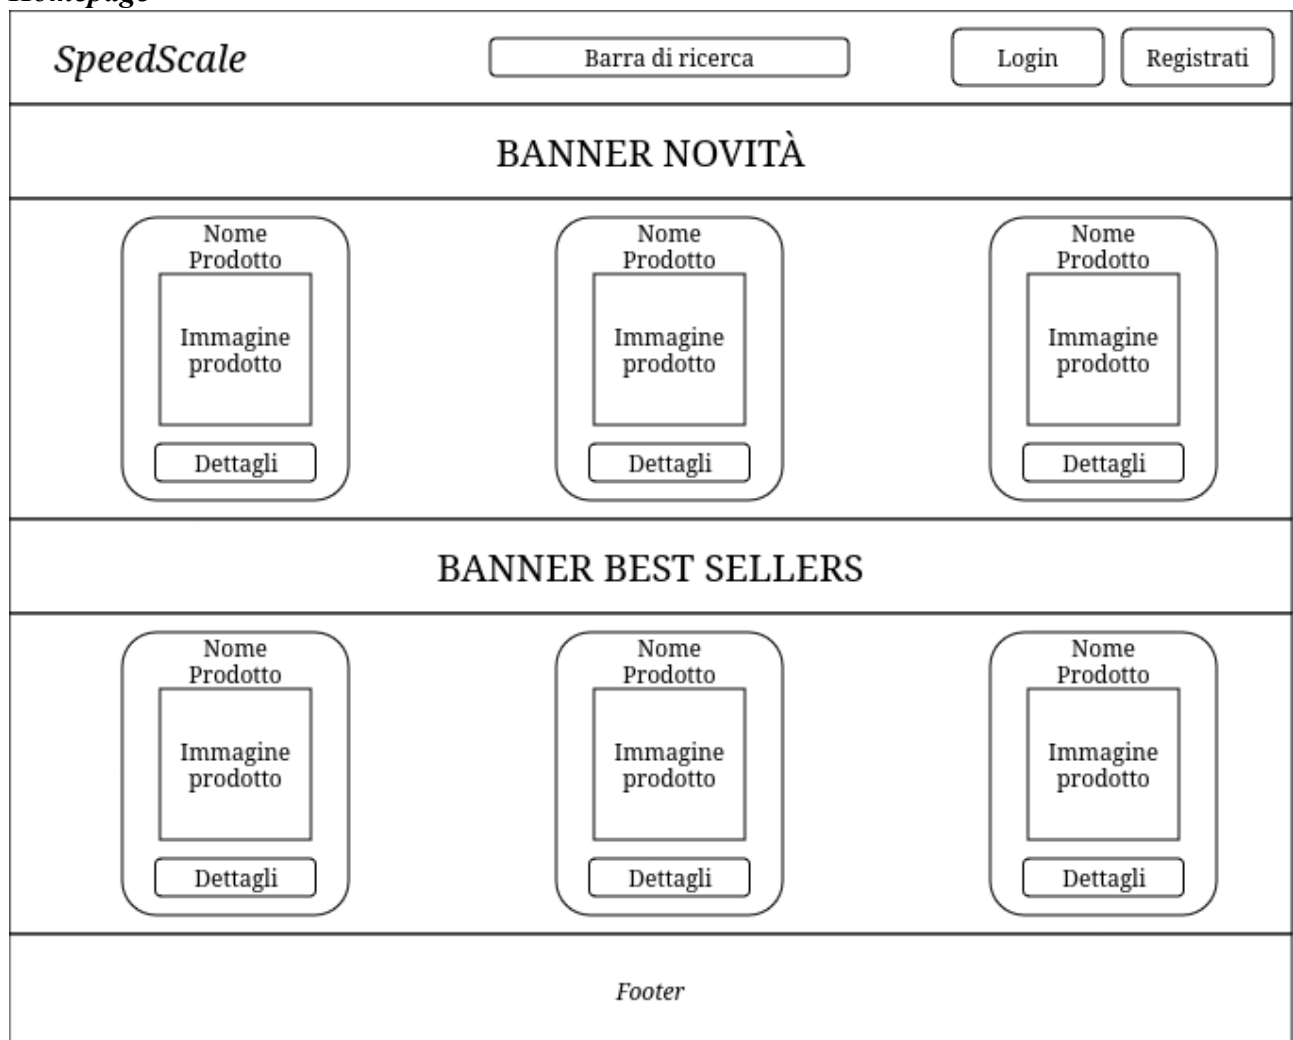 Homepage
SpeedScale
Barra di ricerca
Login
Registrati
BANNER NOVITÀ
Nome
Prodotto
Immagine
prodotto
Dettagli
Nome
Prodotto
Immagine
prodotto
Dettagli
Nome
Prodotto
Immagine
prodotto
Dettagli
BANNER BEST SELLERS
Nome
Prodotto
Immagine
prodotto
Dettagli
Nome
Prodotto
Immagine
prodotto
Dettagli
Nome
Prodotto
Immagine
prodotto
Dettagli
Footer